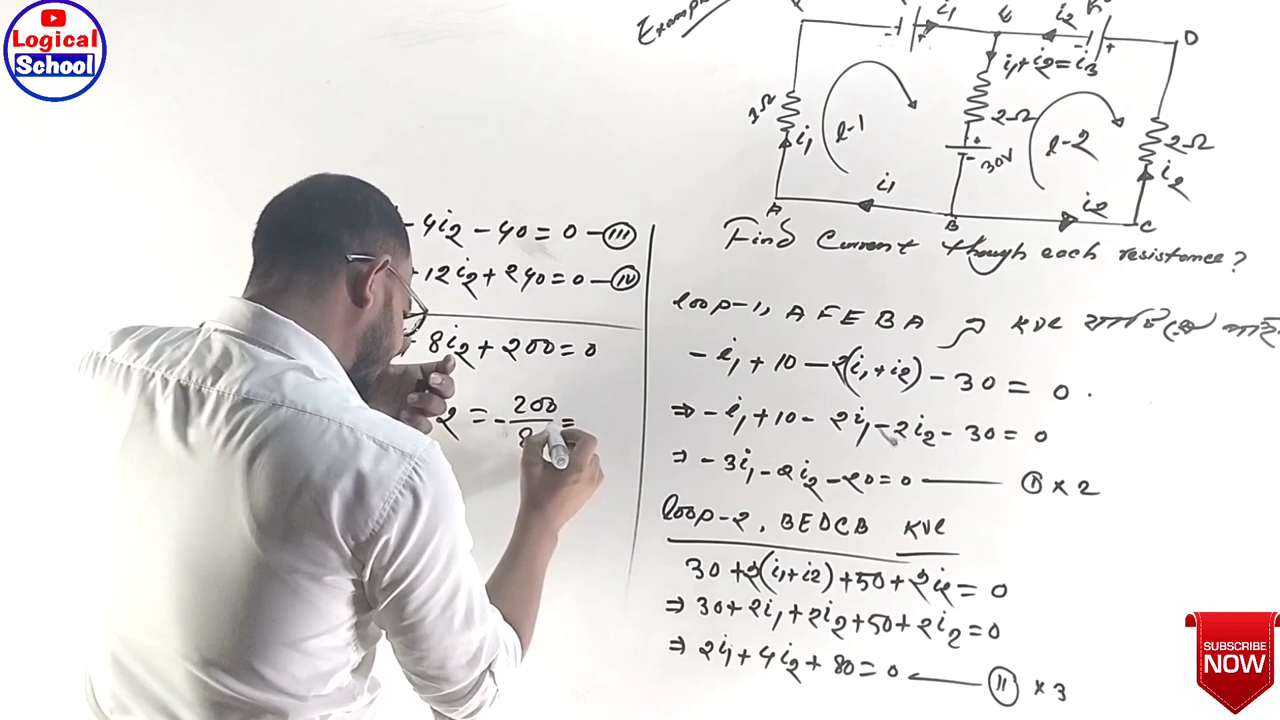 Logical
School
i₁
E
i₂
D
- +
- +
i₁+i₂=i₃
1Ω
i₁
l-1
2Ω
+
-
30V
l-2
2Ω
i₂
A
i₁
B
i₂
C
Find Current though each resistance?
- 4i₂ - 40 = 0 - III
12i₂ + 240 = 0 - IV
8i₂ + 200 = 0
2 = - 200/8 =
loop-1, A F E B A KVL
- i₁ + 10 - 2(i₁+i₂) - 30 = 0.
⇒ - i₁ + 10 - 2i₁ - 2i₂ - 30 = 0
⇒ - 3i₁ - 2i₂ - 20 = 0 — I × 2
loop-2, BEDCB KVL
30 + 2(i₁+i₂) + 50 + 2i₂ = 0
⇒ 30 + 2i₁ + 2i₂ + 50 + 2i₂ = 0
⇒ 2i₁ + 4i₂ + 80 = 0 — II × 3
SUBSCRIBE
NOW